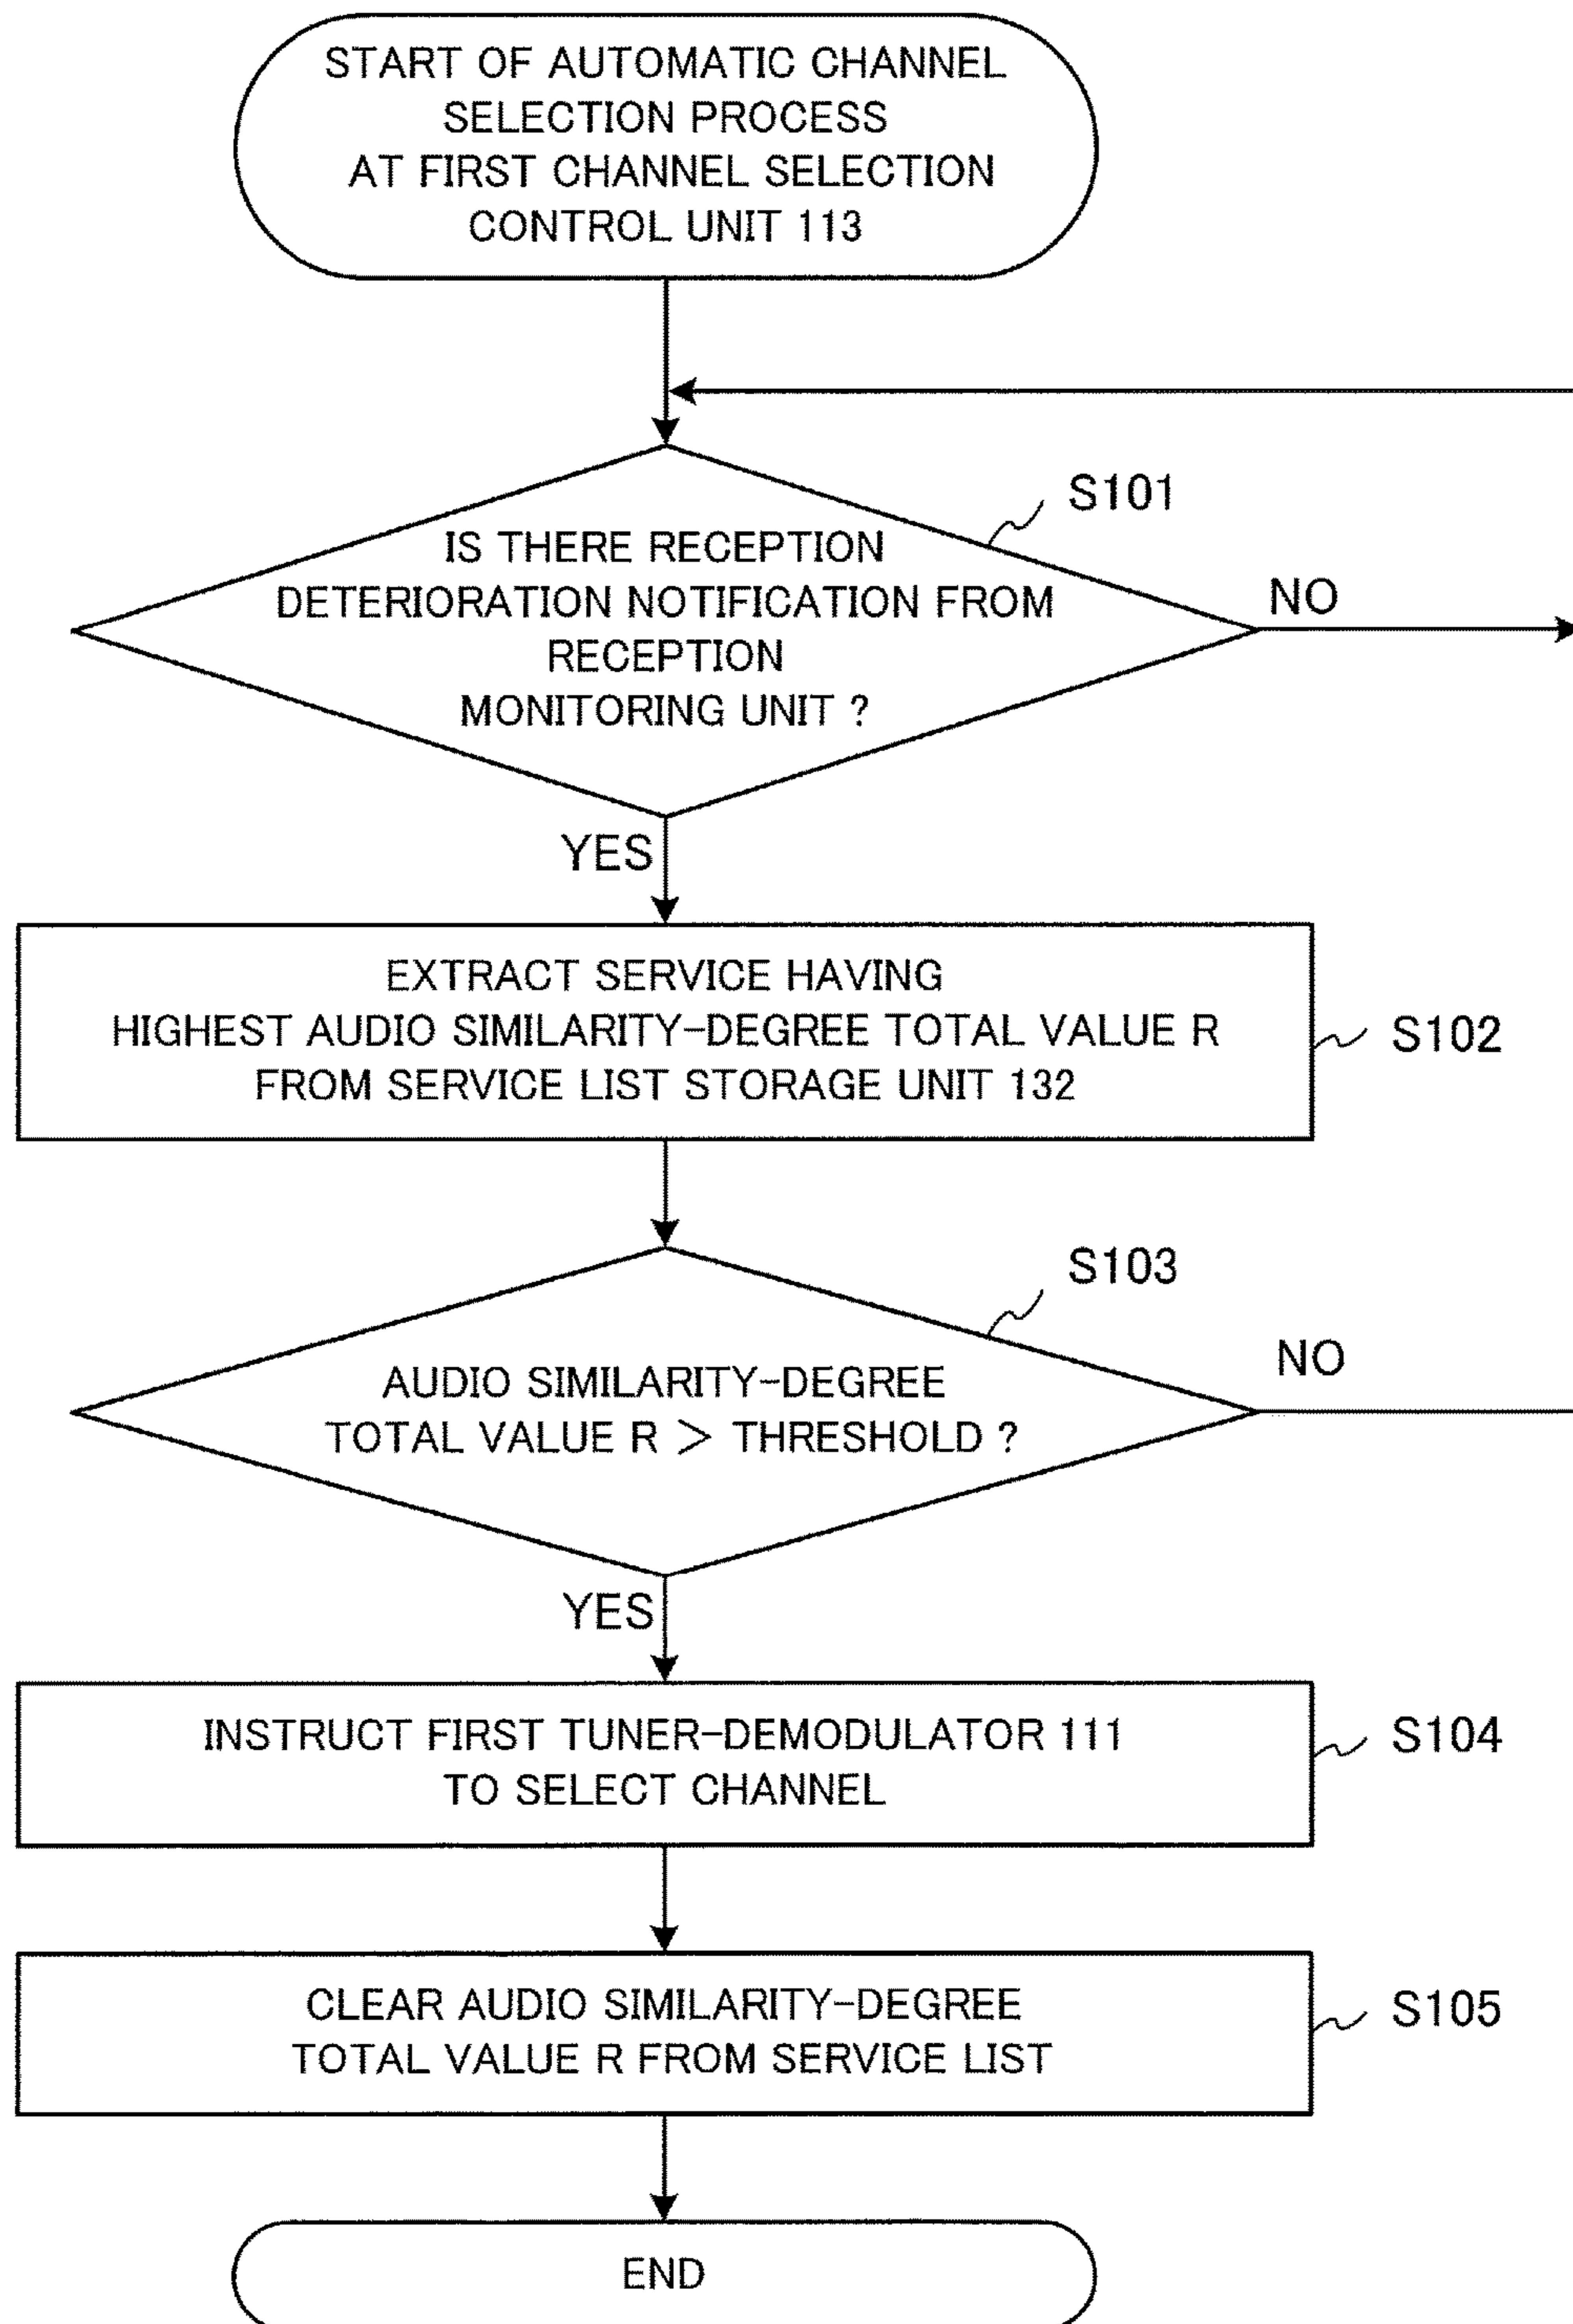 START OF AUTOMATIC CHANNEL
SELECTION PROCESS
AT FIRST CHANNEL SELECTION
CONTROL UNIT 113
S101
IS THERE RECEPTION
DETERIORATION NOTIFICATION FROM
RECEPTION
MONITORING UNIT ?
NO
YES
EXTRACT SERVICE HAVING
HIGHEST AUDIO SIMILARITY-DEGREE TOTAL VALUE R
FROM SERVICE LIST STORAGE UNIT 132
S102
S103
AUDIO SIMILARITY-DEGREE
TOTAL VALUE R > THRESHOLD ?
NO
YES
INSTRUCT FIRST TUNER-DEMODULATOR 111
TO SELECT CHANNEL
S104
CLEAR AUDIO SIMILARITY-DEGREE
TOTAL VALUE R FROM SERVICE LIST
S105
END